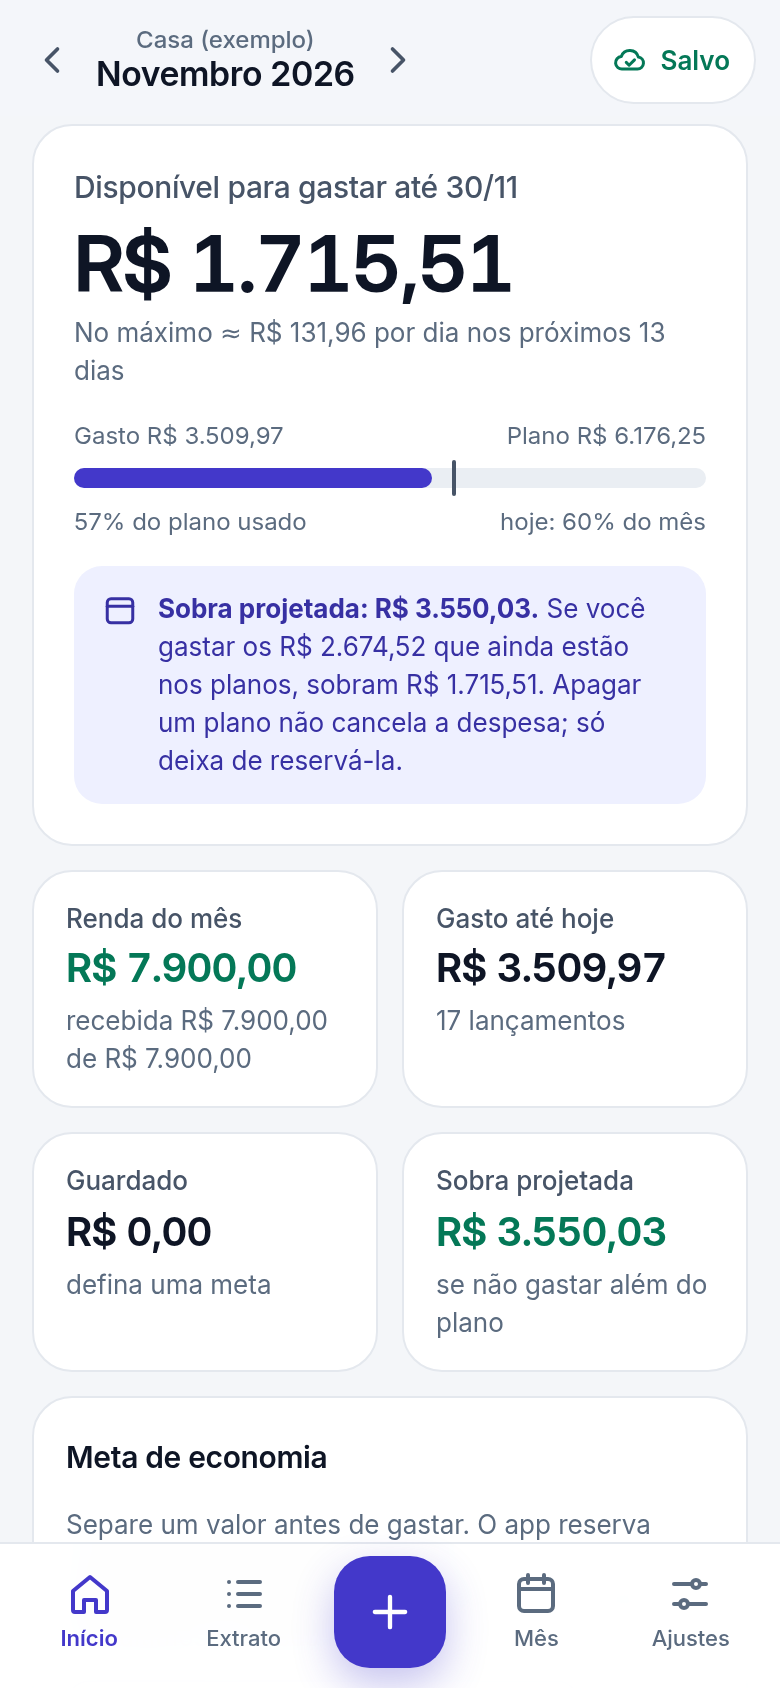 Casa (exemplo)
Novembro 2026
Salvo
Disponível para gastar até 30/11
R$ 1.715,51
No máximo ≈ R$ 131,96 por dia nos próximos 13
dias
Gasto R$ 3.509,97
Plano R$ 6.176,25
57% do plano usado
hoje: 60% do mês
Sobra projetada: R$ 3.550,03. Se você
gastar os R$ 2.674,52 que ainda estão
nos planos, sobram R$ 1.715,51. Apagar
um plano não cancela a despesa; só
deixa de reservá-la.
Renda do mês
R$ 7.900,00
recebida R$ 7.900,00
de R$ 7.900,00
Gasto até hoje
R$ 3.509,97
17 lançamentos
Guardado
R$ 0,00
defina uma meta
Sobra projetada
R$ 3.550,03
se não gastar além do
plano
Meta de economia
Separe um valor antes de gastar. O app reserva
Início
Extrato
Mês
Ajustes